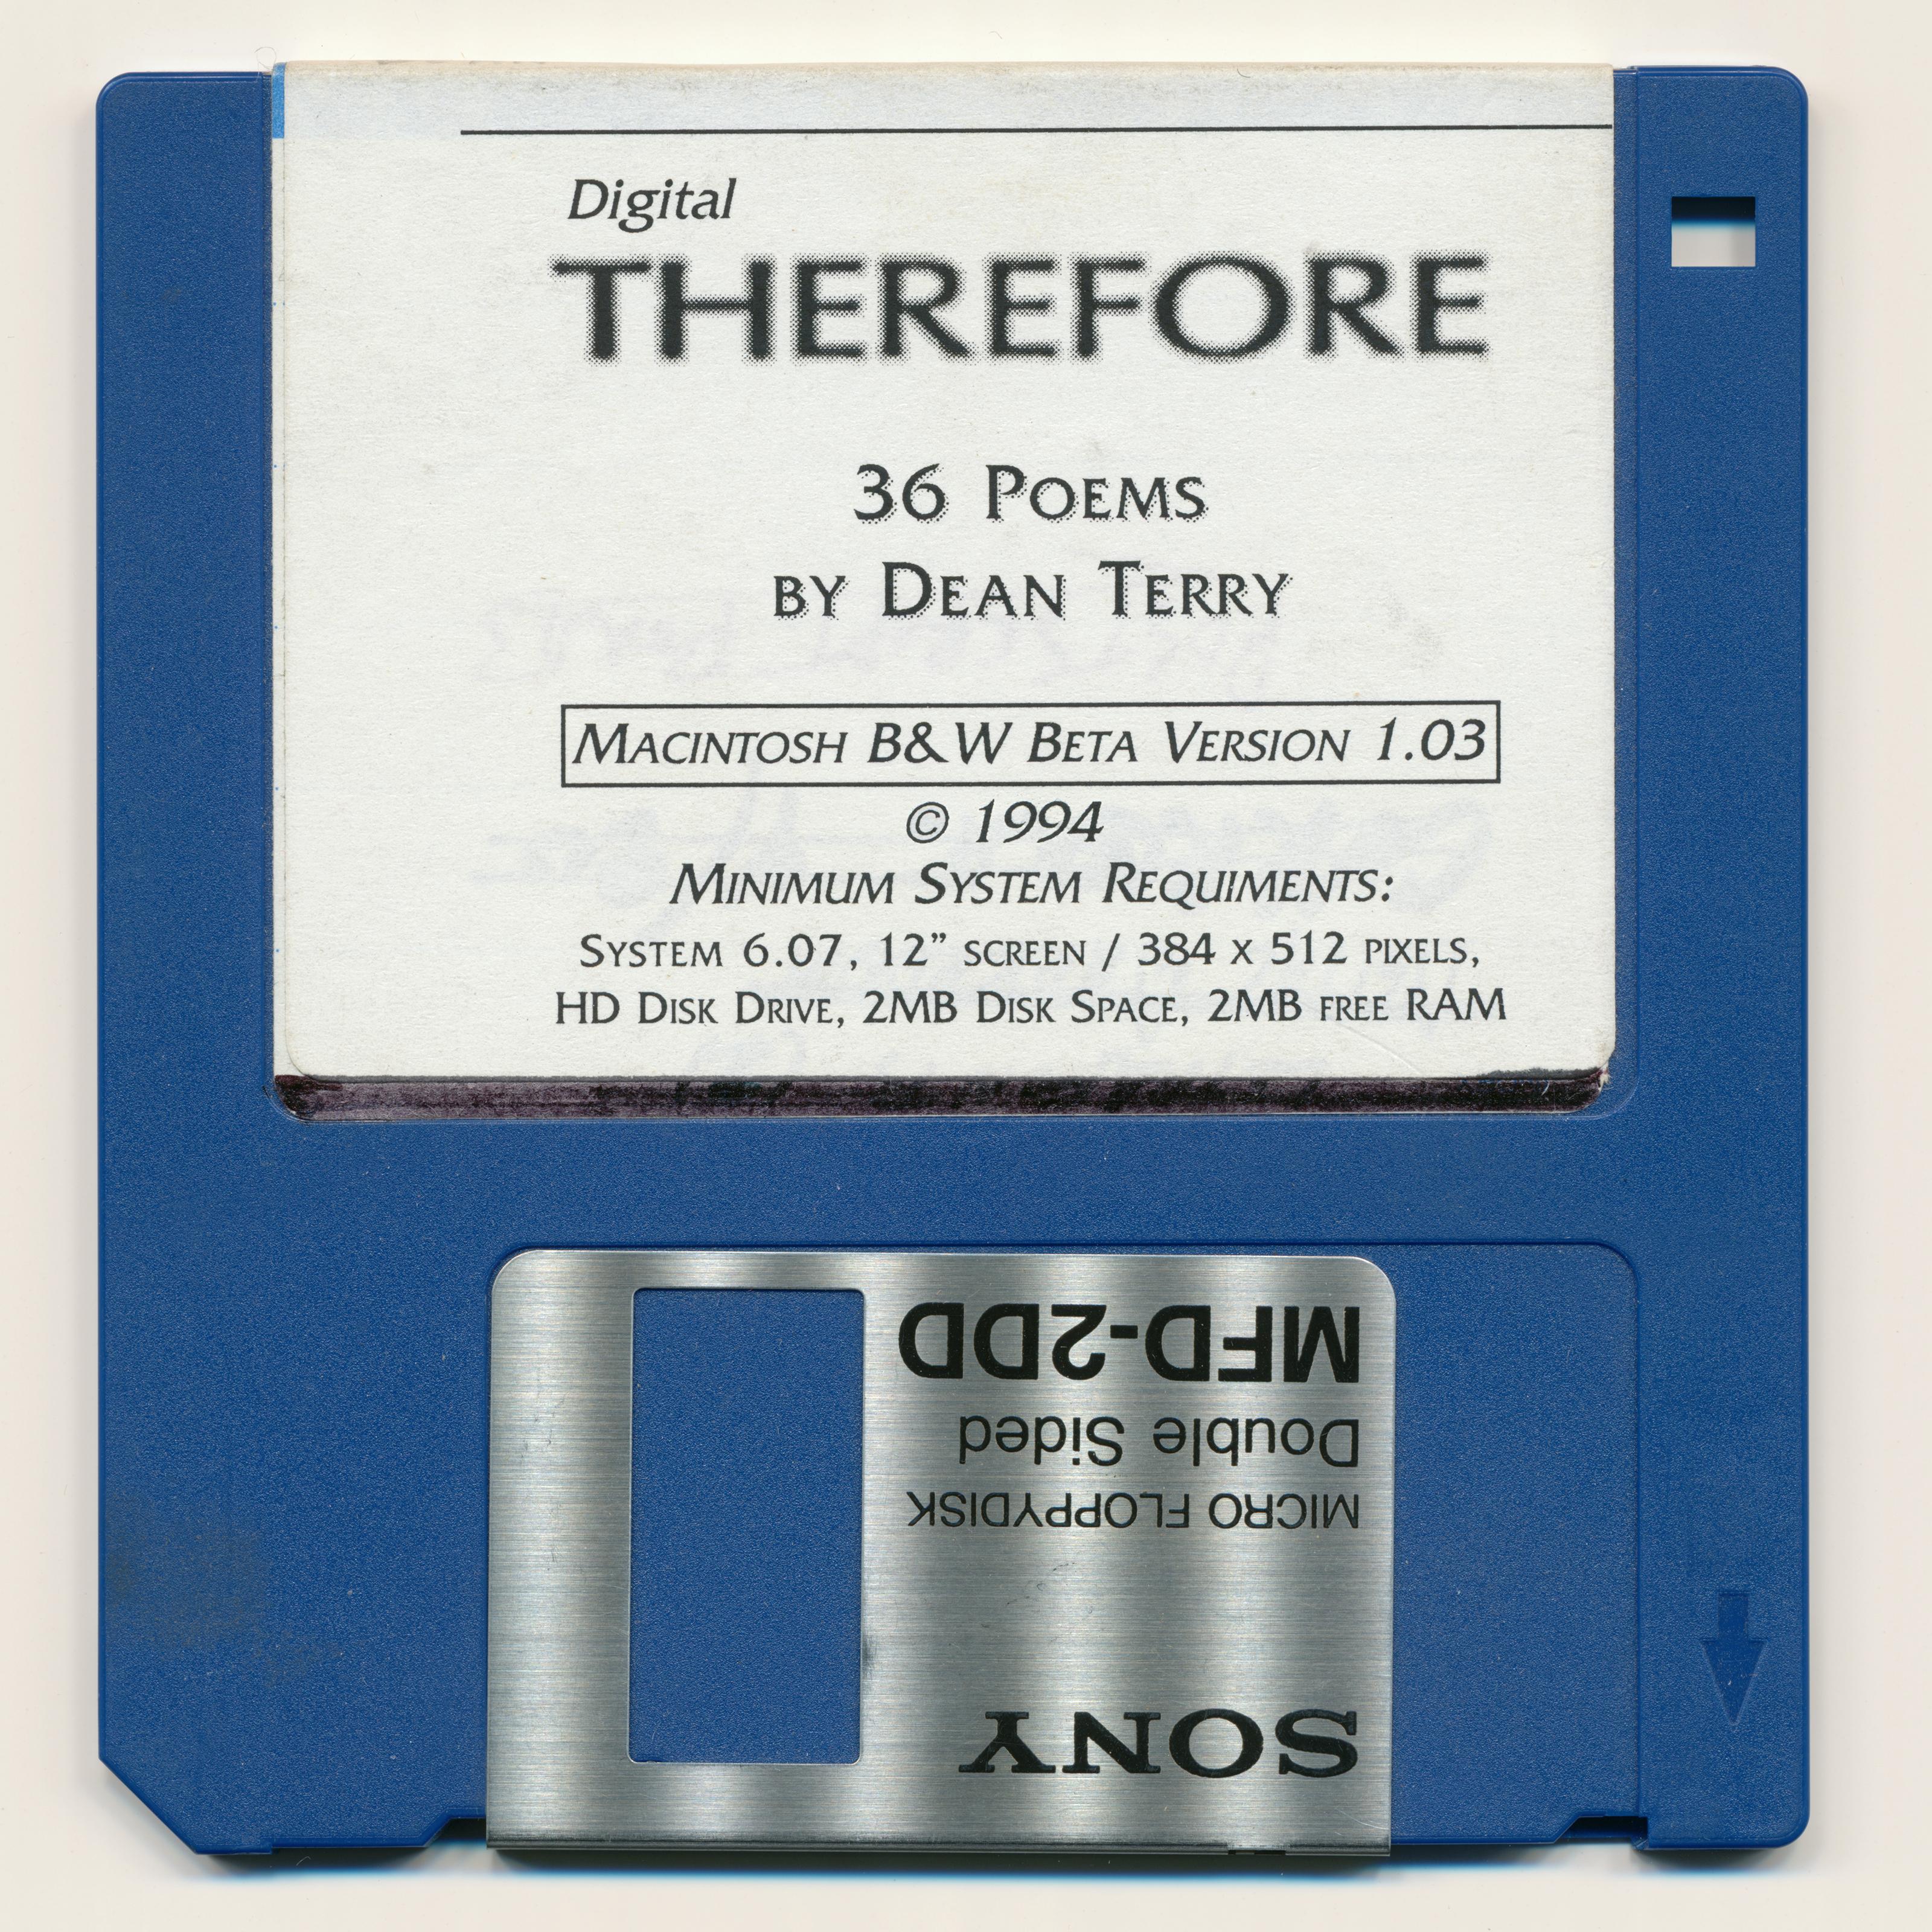 Digital
THEREFORE
36 POEMS
BY DEAN TERRY
MACINTOSH B&W BETA VERSION 1.03
© 1994
MINIMUM SYSTEM REQUIMENTS:
SYSTEM 6.07, 12” SCREEN / 384 X 512 PIXELS,
HD DISK DRIVE, 2MB DISK SPACE, 2MB FREE RAM
SONY
MICRO FLOPPYDISK
Double Sided
MFD-2DD